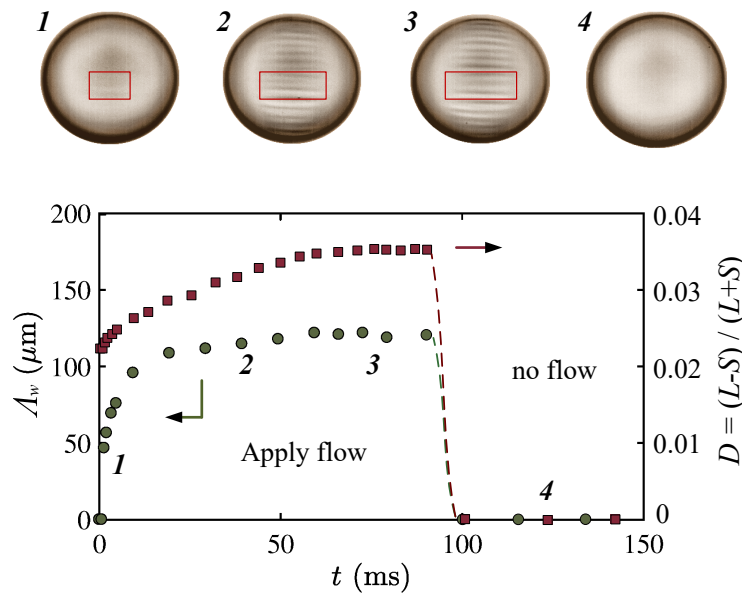 1 2 3 4
200 0.04
150 0.03
100 0.02
50 0.01
0 0
Λw (μm)
D = (L-S) / (L+S)
2 3
no flow
1
Apply flow
4
0 50 100 150
t (ms)